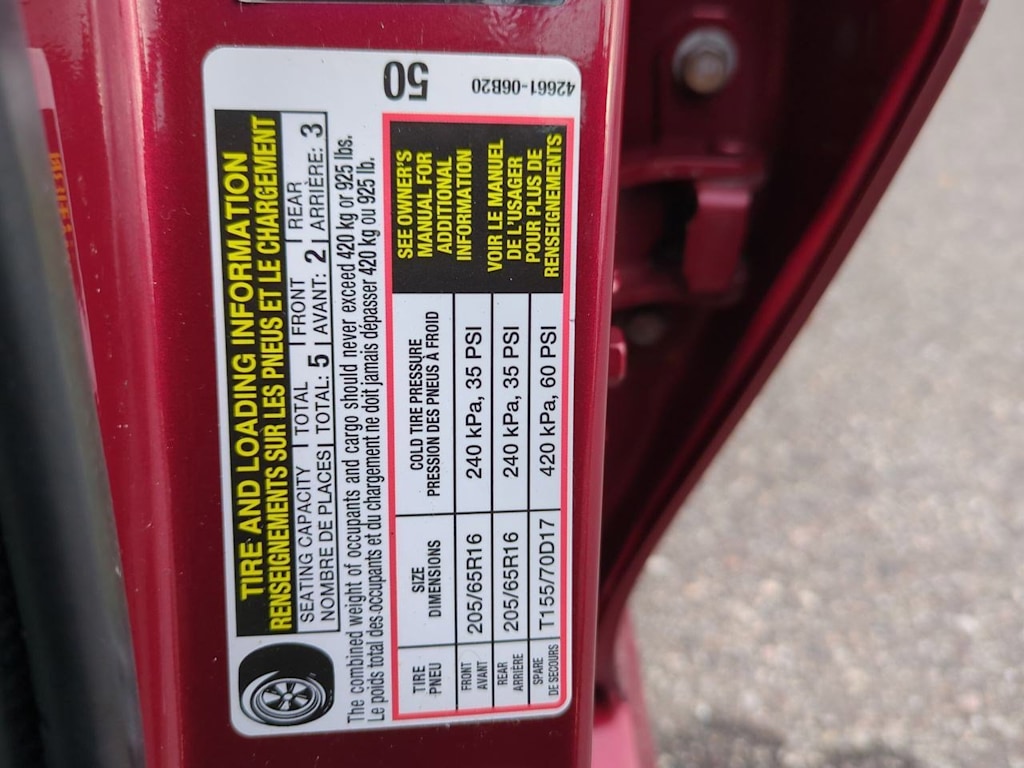 TIRE AND LOADING INFORMATION
RENSEIGNEMENTS SUR LES PNEUS ET LE CHARGEMENT
SEATING CAPACITY | TOTAL | FRONT | REAR
NOMBRE DE PLACES | TOTAL: 5 | AVANT: 2 | ARRIÈRE: 3
The combined weight of occupants and cargo should never exceed 420 kg or 925 lbs.
Le poids total des occupants et du chargement ne doit jamais dépasser 420 kg ou 925 lb.
TIRE SIZE COLD TIRE PRESSURE
PNEU DIMENSIONS PRESSION DES PNEUS À FROID
FRONT
AVANT 205/65R16 240 kPa, 35 PSI
REAR
ARRIÈRE 205/65R16 240 kPa, 35 PSI
SPARE
DE SECOURS T155/70D17 420 kPa, 60 PSI
SEE OWNER'S
MANUAL FOR
ADDITIONAL
INFORMATION
VOIR LE MANUEL
DE L'USAGER
POUR PLUS DE
RENSEIGNEMENTS
50
42661-06B20